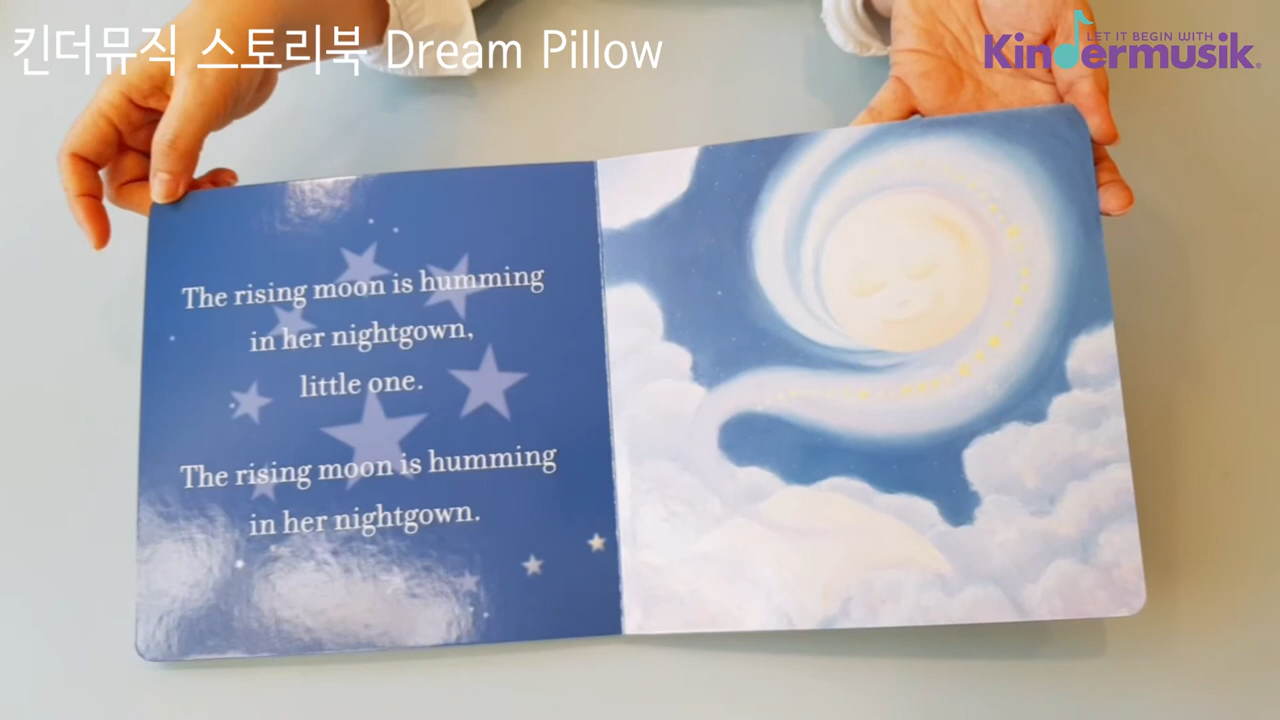 킨더뮤직 스토리북 Dream Pillow
LET IT BEGIN WITH
Kindermusik®
The rising moon is humming
in her nightgown,
little one.
The rising moon is humming
in her nightgown.